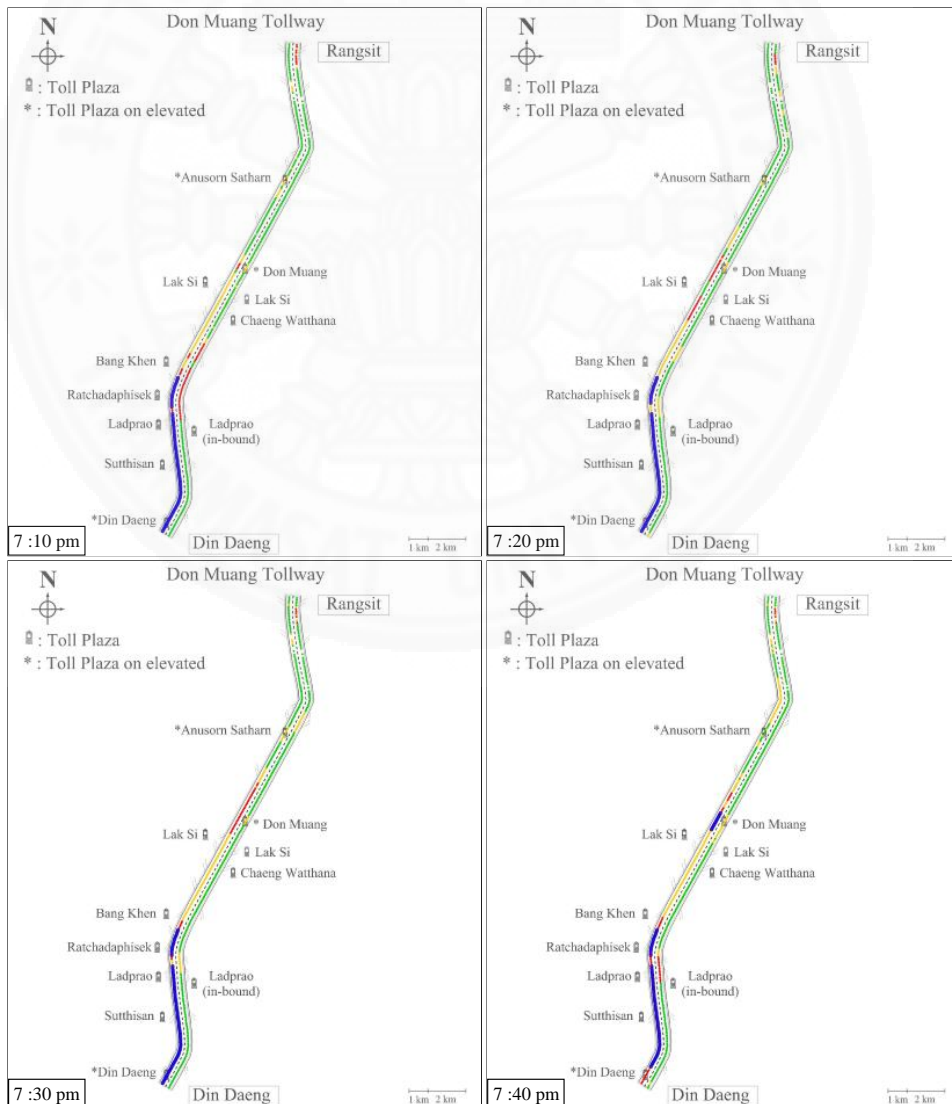 Don Muang Tollway
N
Rangsit
: Toll Plaza
* : Toll Plaza on elevated
*Anusorn Satharn
* Don Muang
Lak Si
Lak Si
Chaeng Watthana
Bang Khen
Ratchadaphisek
Ladprao
Ladprao
(in-bound)
Sutthisan
*Din Daeng
7 :10 pm
Din Daeng
1 km 2 km
Don Muang Tollway
N
Rangsit
: Toll Plaza
* : Toll Plaza on elevated
*Anusorn Satharn
* Don Muang
Lak Si
Lak Si
Chaeng Watthana
Bang Khen
Ratchadaphisek
Ladprao
Ladprao
(in-bound)
Sutthisan
*Din Daeng
7 :20 pm
Din Daeng
1 km 2 km
Don Muang Tollway
N
Rangsit
: Toll Plaza
* : Toll Plaza on elevated
*Anusorn Satharn
* Don Muang
Lak Si
Lak Si
Chaeng Watthana
Bang Khen
Ratchadaphisek
Ladprao
Ladprao
(in-bound)
Sutthisan
*Din Daeng
7 :30 pm
Din Daeng
1 km 2 km
Don Muang Tollway
N
Rangsit
: Toll Plaza
* : Toll Plaza on elevated
*Anusorn Satharn
* Don Muang
Lak Si
Lak Si
Chaeng Watthana
Bang Khen
Ratchadaphisek
Ladprao
Ladprao
(in-bound)
Sutthisan
*Din Daeng
7 :40 pm
Din Daeng
1 km 2 km